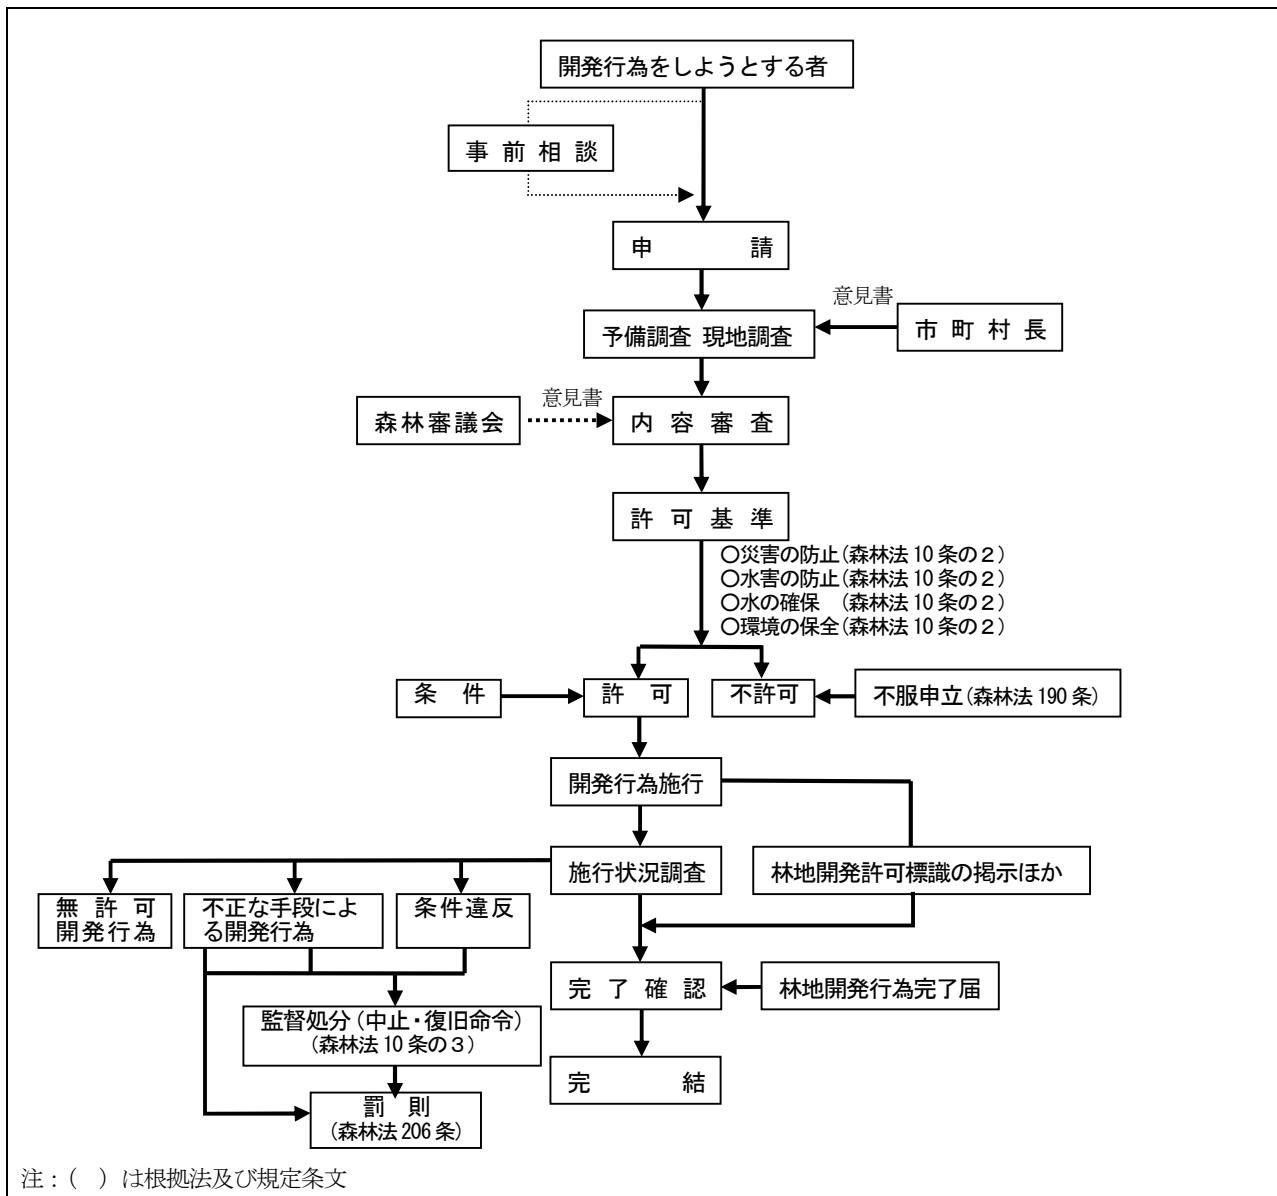 開発行為をしようとする者
事前相談
申請
意見書
予備調査 現地調査
市町村長
意見書
森林審議会
内容審査
許可基準
○災害の防止(森林法10条の2)
○水害の防止(森林法10条の2)
○水の確保 (森林法10条の2)
○環境の保全(森林法10条の2)
条件
許可
不許可
不服申立(森林法190条)
開発行為施行
施行状況調査
林地開発許可標識の掲示ほか
無許可
開発行為
不正な手段によ
る開発行為
条件違反
完了確認
林地開発行為完了届
監督処分(中止・復旧命令)
(森林法10条の3)
完結
罰則
(森林法206条)
注:( )は根拠法及び規定条文